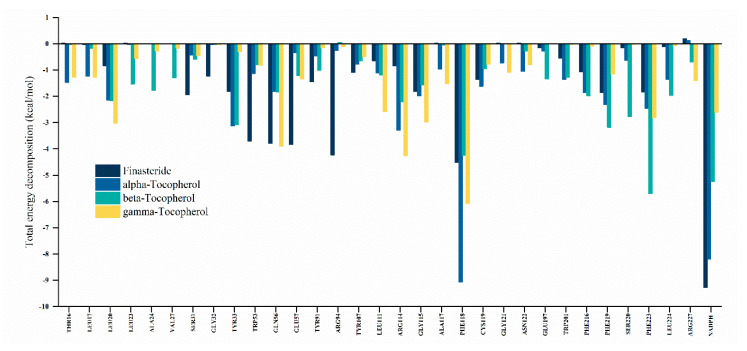 1
0
-1
-2
-3
-4
-5
-6
-7
-8
-9
-10
Total energy decomposition (kcal/mol)
Finasteride
alpha-Tocopherol
beta-Tocopherol
gamma-Tocopherol
THR16
LEU17
LEU20
LEU23
ALA24
VAL27
SER31
GLY32
TYR33
TRP53
GLN56
GLU57
TYR91
ARG94
TYR107
LEU111
ARG114
GLY115
ALA117
PHE118
CYS119
GLY121
ASN122
GLU197
TRP201
PHE216
PHE219
SER220
PHE223
LEU224
ARG227
NADPH